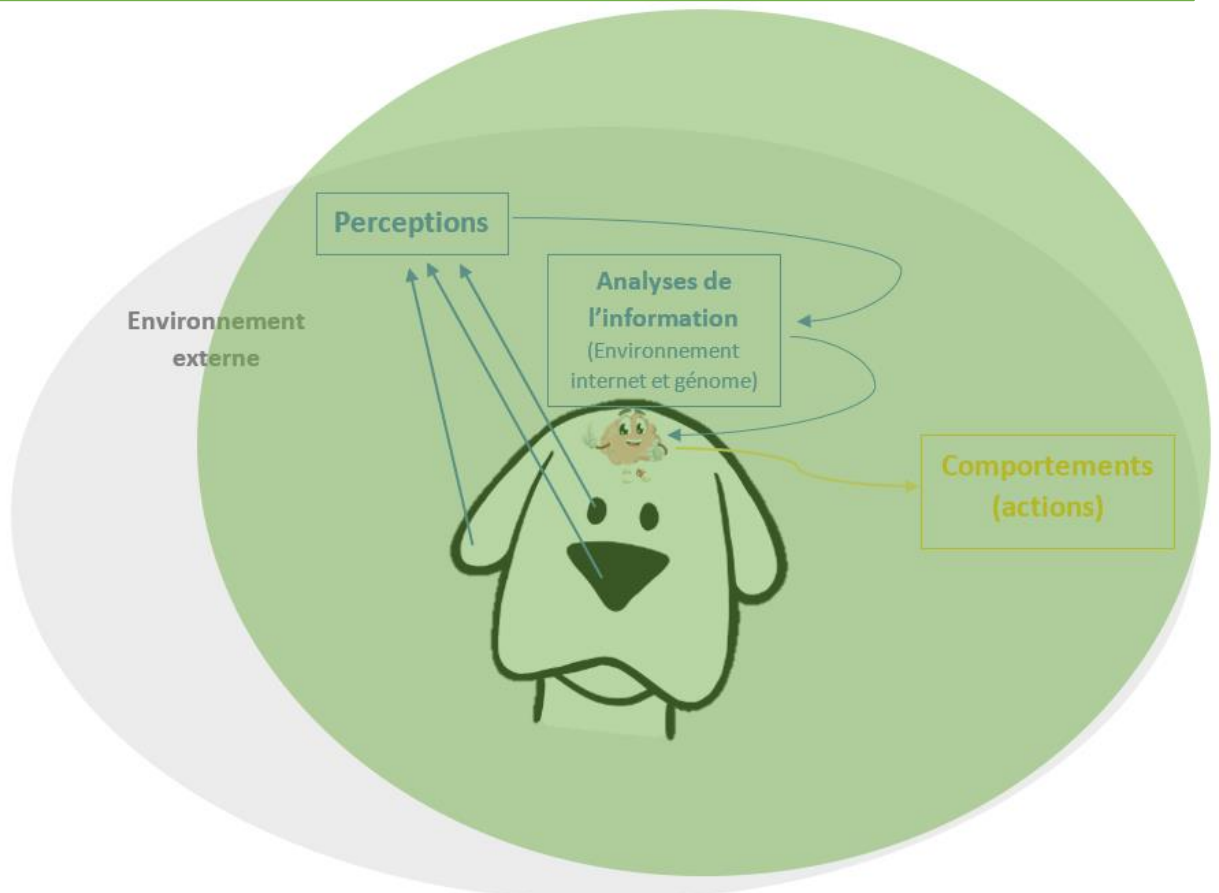 Perceptions
Analyses de
l'information
(Environnement
internet et génome)
Environnement
externe
Comportements
(actions)